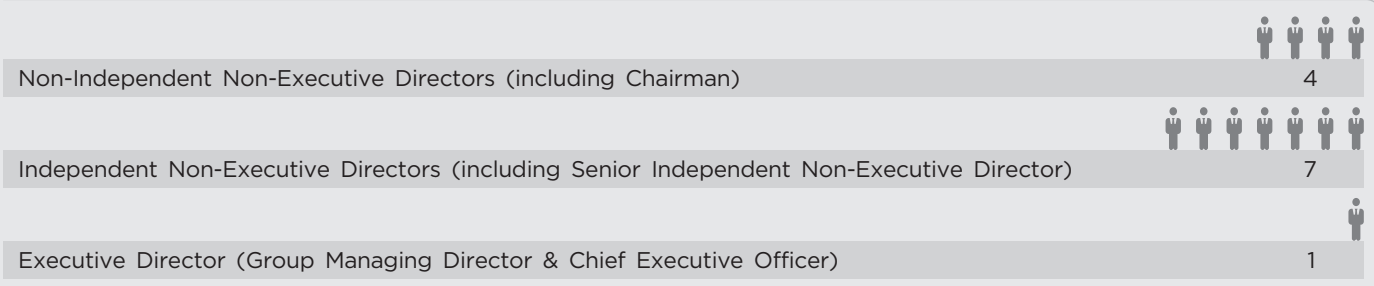 Non-Independent Non-Executive Directors (including Chairman) 4
Independent Non-Executive Directors (including Senior Independent Non-Executive Director) 7
Executive Director (Group Managing Director & Chief Executive Officer) 1